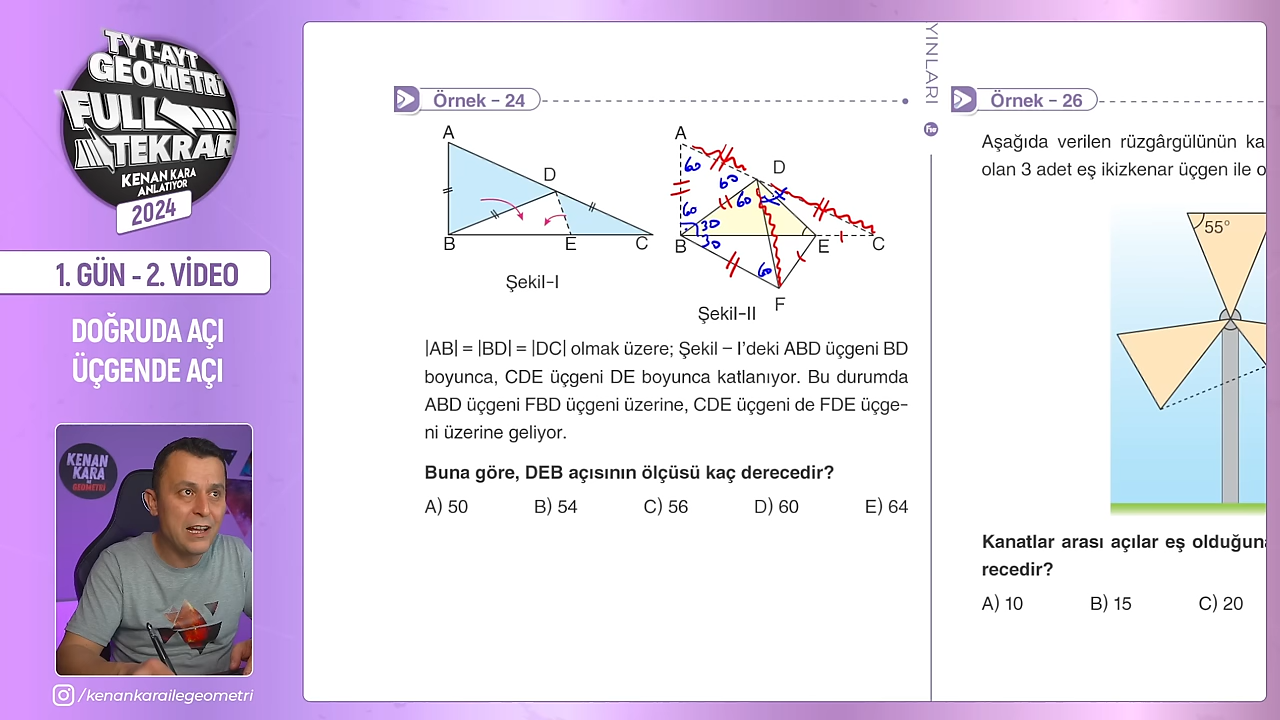 TYT-AYT
GEOMETRİ
FULL
TEKRAR
KENAN KARA
ANLATIYOR
2024
1. GÜN - 2. VİDEO
DOĞRUDA AÇI
ÜÇGENDE AÇI
KENAN
KARA
İLE
GEOMETRİ
/kenankarailegeometri
Örnek – 24
A
D
B
E
C
Şekil-I
A
60
D
60
60
60
30
B
30
E
C
60
F
Şekil-II
|AB| = |BD| = |DC| olmak üzere; Şekil – I’deki ABD üçgeni BD
boyunca, CDE üçgeni DE boyunca katlanıyor. Bu durumda
ABD üçgeni FBD üçgeni üzerine, CDE üçgeni de FDE üçge-
ni üzerine geliyor.
Buna göre, DEB açısının ölçüsü kaç derecedir?
A) 50 B) 54 C) 56 D) 60 E) 64
YINLARI
Örnek – 26
Aşağıda verilen rüzgârgülünün ka
olan 3 adet eş ikizkenar üçgen ile o
55°
Kanatlar arası açılar eş olduğun
recedir?
A) 10 B) 15 C) 20